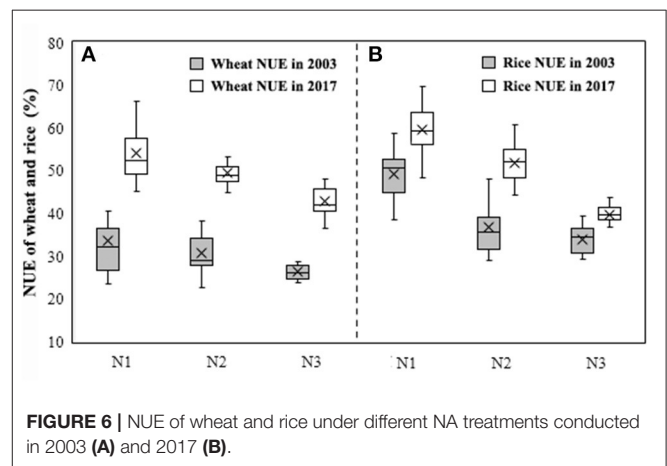 A
Wheat NUE in 2003
Wheat NUE in 2017
B
Rice NUE in 2003
Rice NUE in 2017
NUE of wheat and rice (%)
80
70
60
50
40
30
20
10
N1 N2 N3 N1 N2 N3
FIGURE 6 | NUE of wheat and rice under different NA treatments conducted
in 2003 (A) and 2017 (B).